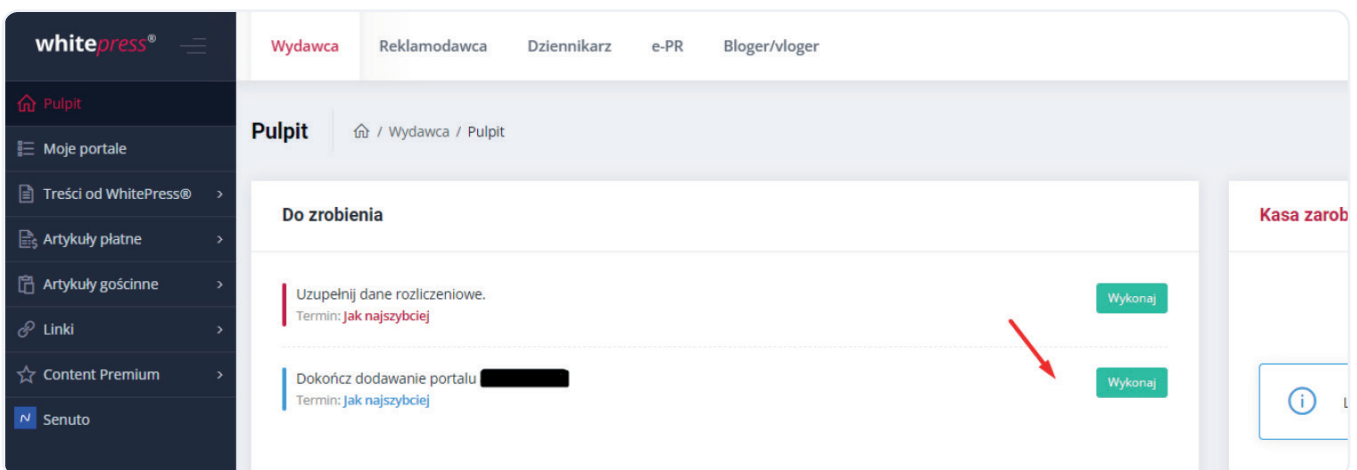 whitepress®
Wydawca Reklamodawca Dziennikarz e-PR Bloger/vloger
Pulpit
Moje portale
Treści od WhitePress®
Artykuły płatne
Artykuły gościnne
Linki
Content Premium
Senuto
Pulpit / Wydawca / Pulpit
Do zrobienia
Uzupełnij dane rozliczeniowe.
Termin: Jak najszybciej
Wykonaj
Dokończ dodawanie portalu
Termin: Jak najszybciej
Wykonaj
Kasa zarob